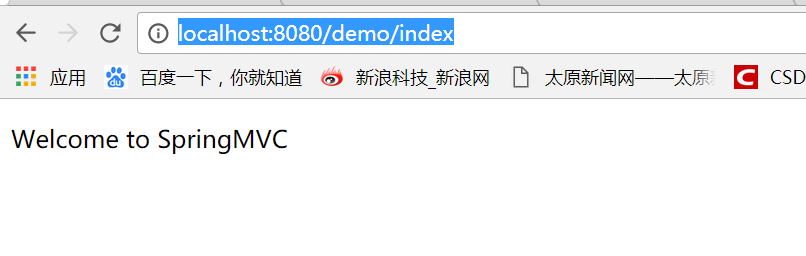 localhost:8080/demo/index
应用 百度一下，你就知道 新浪科技_新浪网 太原新闻网——太原 C CSD
Welcome to SpringMVC